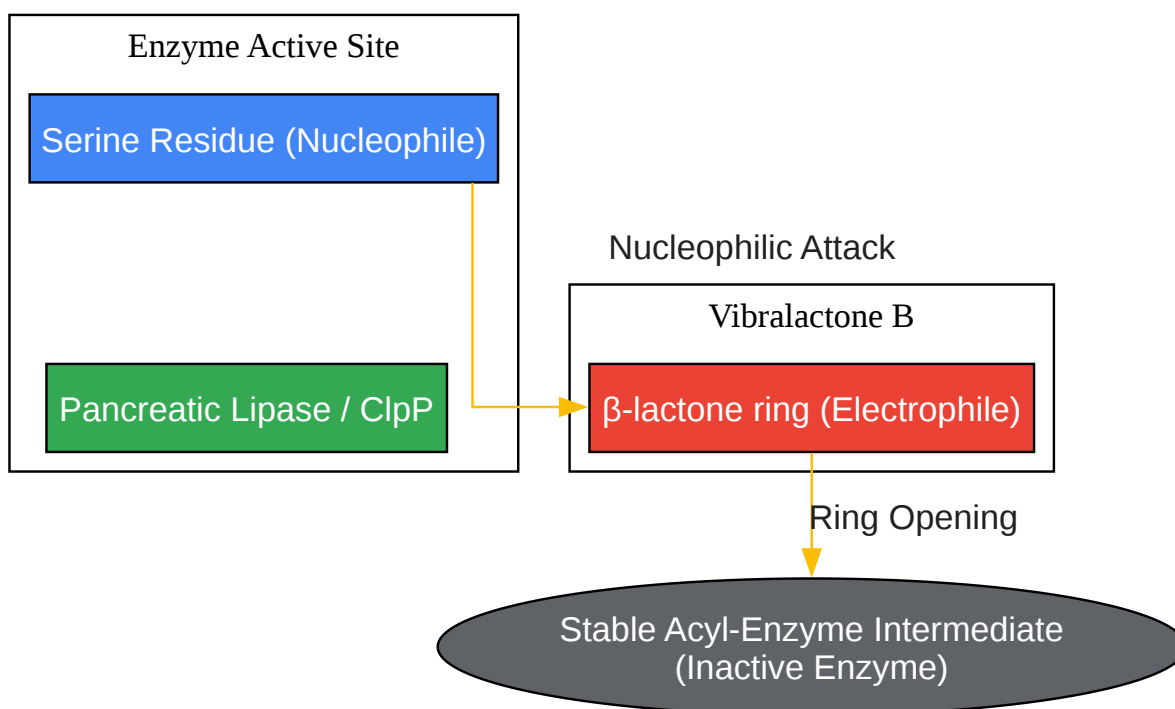 Enzyme Active Site
Serine Residue (Nucleophile)
Pancreatic Lipase / ClpP
Nucleophilic Attack
Vibralactone B
β-lactone ring (Electrophile)
Ring Opening
Stable Acyl-Enzyme Intermediate
(Inactive Enzyme)